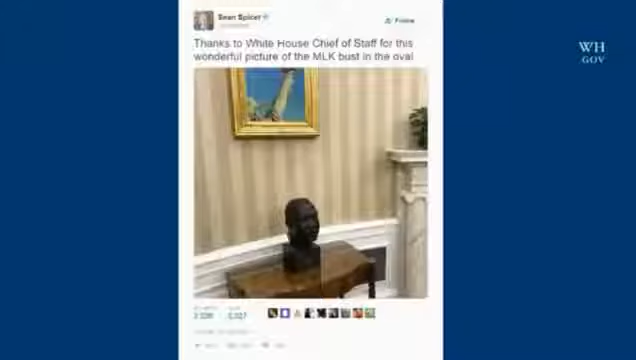 Sean Spicer
Follow
Thanks to White House Chief of Staff for this
wonderful picture of the MLK bust in the oval
WH
GOV